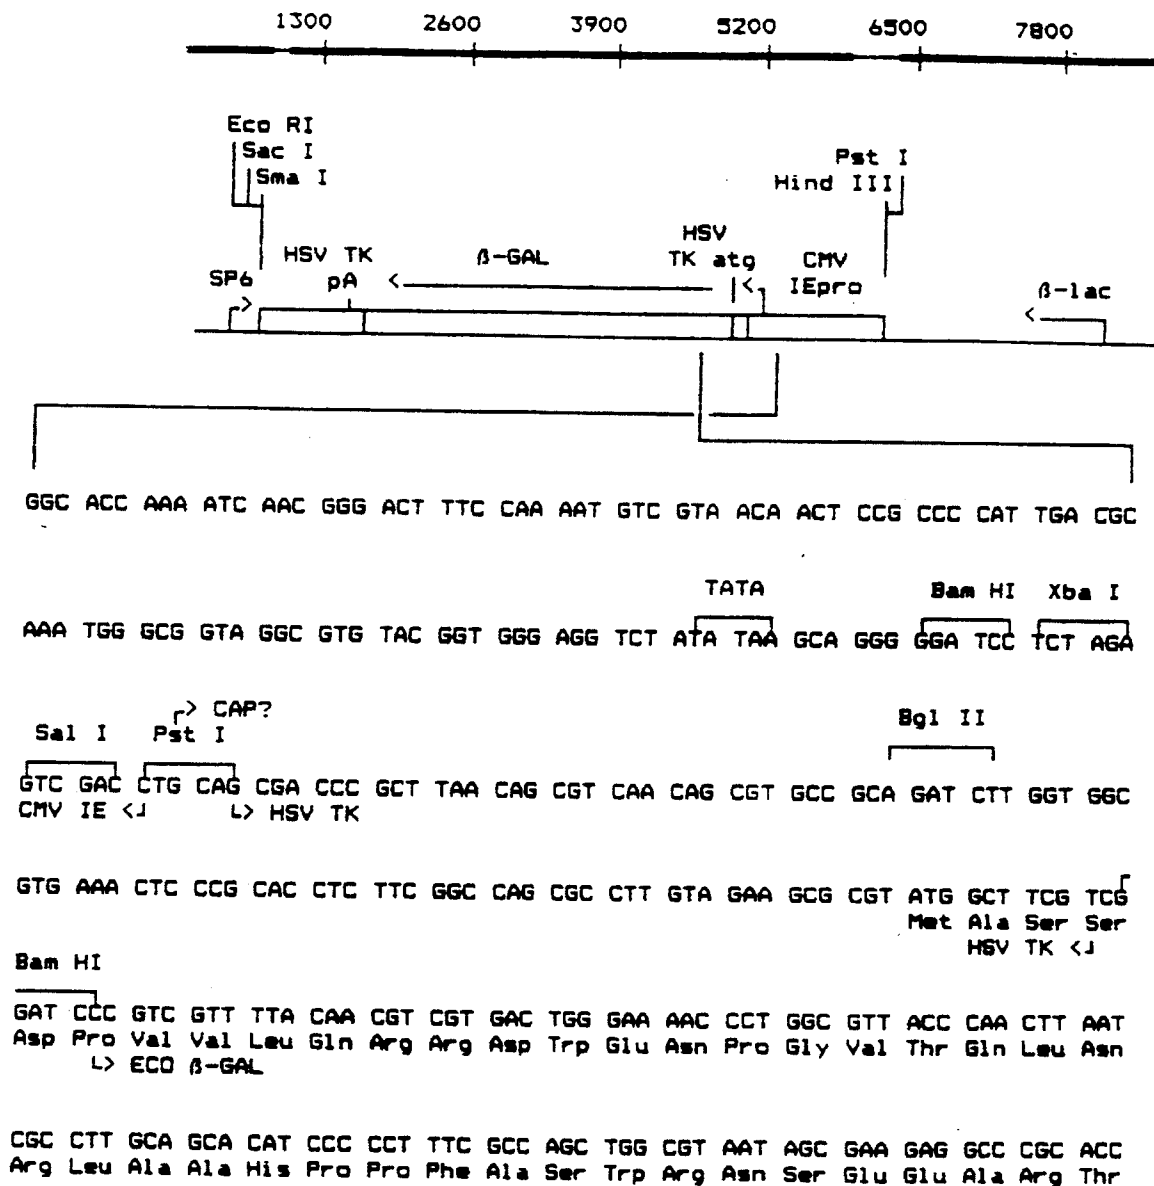 1300 2600 3900 5200 6500 7800
Eco RI
Sac I
Sma I
Pst I
Hind III
SP6
HSV TK
pA
β-GAL
HSV
TK atg
CMV
IEpro
β-lac
GGC ACC AAA ATC AAC GGG ACT TTC CAA AAT GTC GTA ACA ACT CCG CCC CAT TGA CGC
TATA Bam HI Xba I
AAA TGG GCG GTA GGC GTG TAC GGT GGG AGG TCT ATA TAA GCA GGG GGA TCC TCT AGA
> CAP?
Sal I Pst I Bgl II
GTC GAC CTG CAG CGA CCC GCT TAA CAG CGT CAA CAG CGT GCC GCA GAT CTT GGT GGC
CMV IE < > HSV TK
GTG AAA CTC CCG CAC CTC TTC GGC CAG CGC CTT GTA GAA GCG CGT ATG GCT TCG TCG
Met Ala Ser Ser
HSV TK <
Bam HI
GAT CCC GTC GTT TTA CAA CGT CGT GAC TGG GAA AAC CCT GGC GTT ACC CAA CTT AAT
Asp Pro Val Val Leu Gln Arg Arg Asp Trp Glu Asn Pro Gly Val Thr Gln Leu Asn
> ECO β-GAL
CGC CTT GCA GCA CAT CCC CCT TTC GCC AGC TGG CGT AAT AGC GAA GAG GCC CGC ACC
Arg Leu Ala Ala His Pro Pro Phe Ala Ser Trp Arg Asn Ser Glu Glu Ala Arg Thr